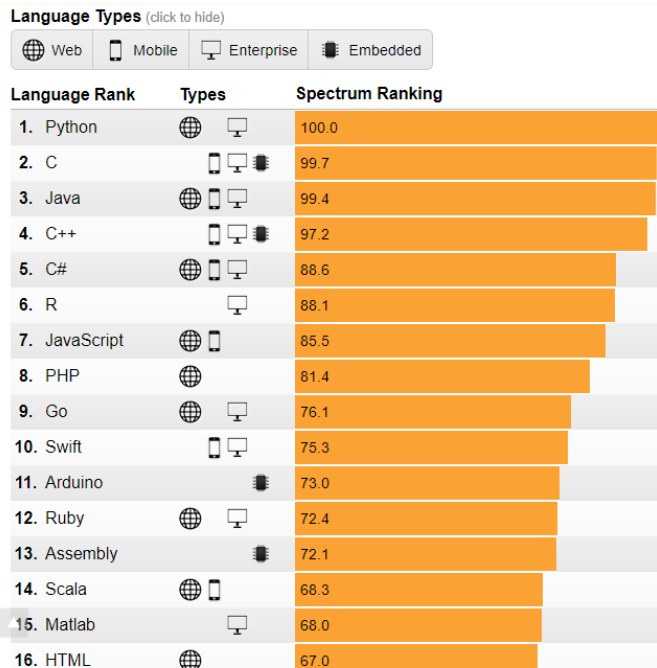 Language Types (click to hide)
Web Mobile Enterprise Embedded
Language Rank Types Spectrum Ranking
1. Python 100.0
2. C 99.7
3. Java 99.4
4. C++ 97.2
5. C# 88.6
6. R 88.1
7. JavaScript 85.5
8. PHP 81.4
9. Go 76.1
10. Swift 75.3
11. Arduino 73.0
12. Ruby 72.4
13. Assembly 72.1
14. Scala 68.3
15. Matlab 68.0
16. HTML 67.0